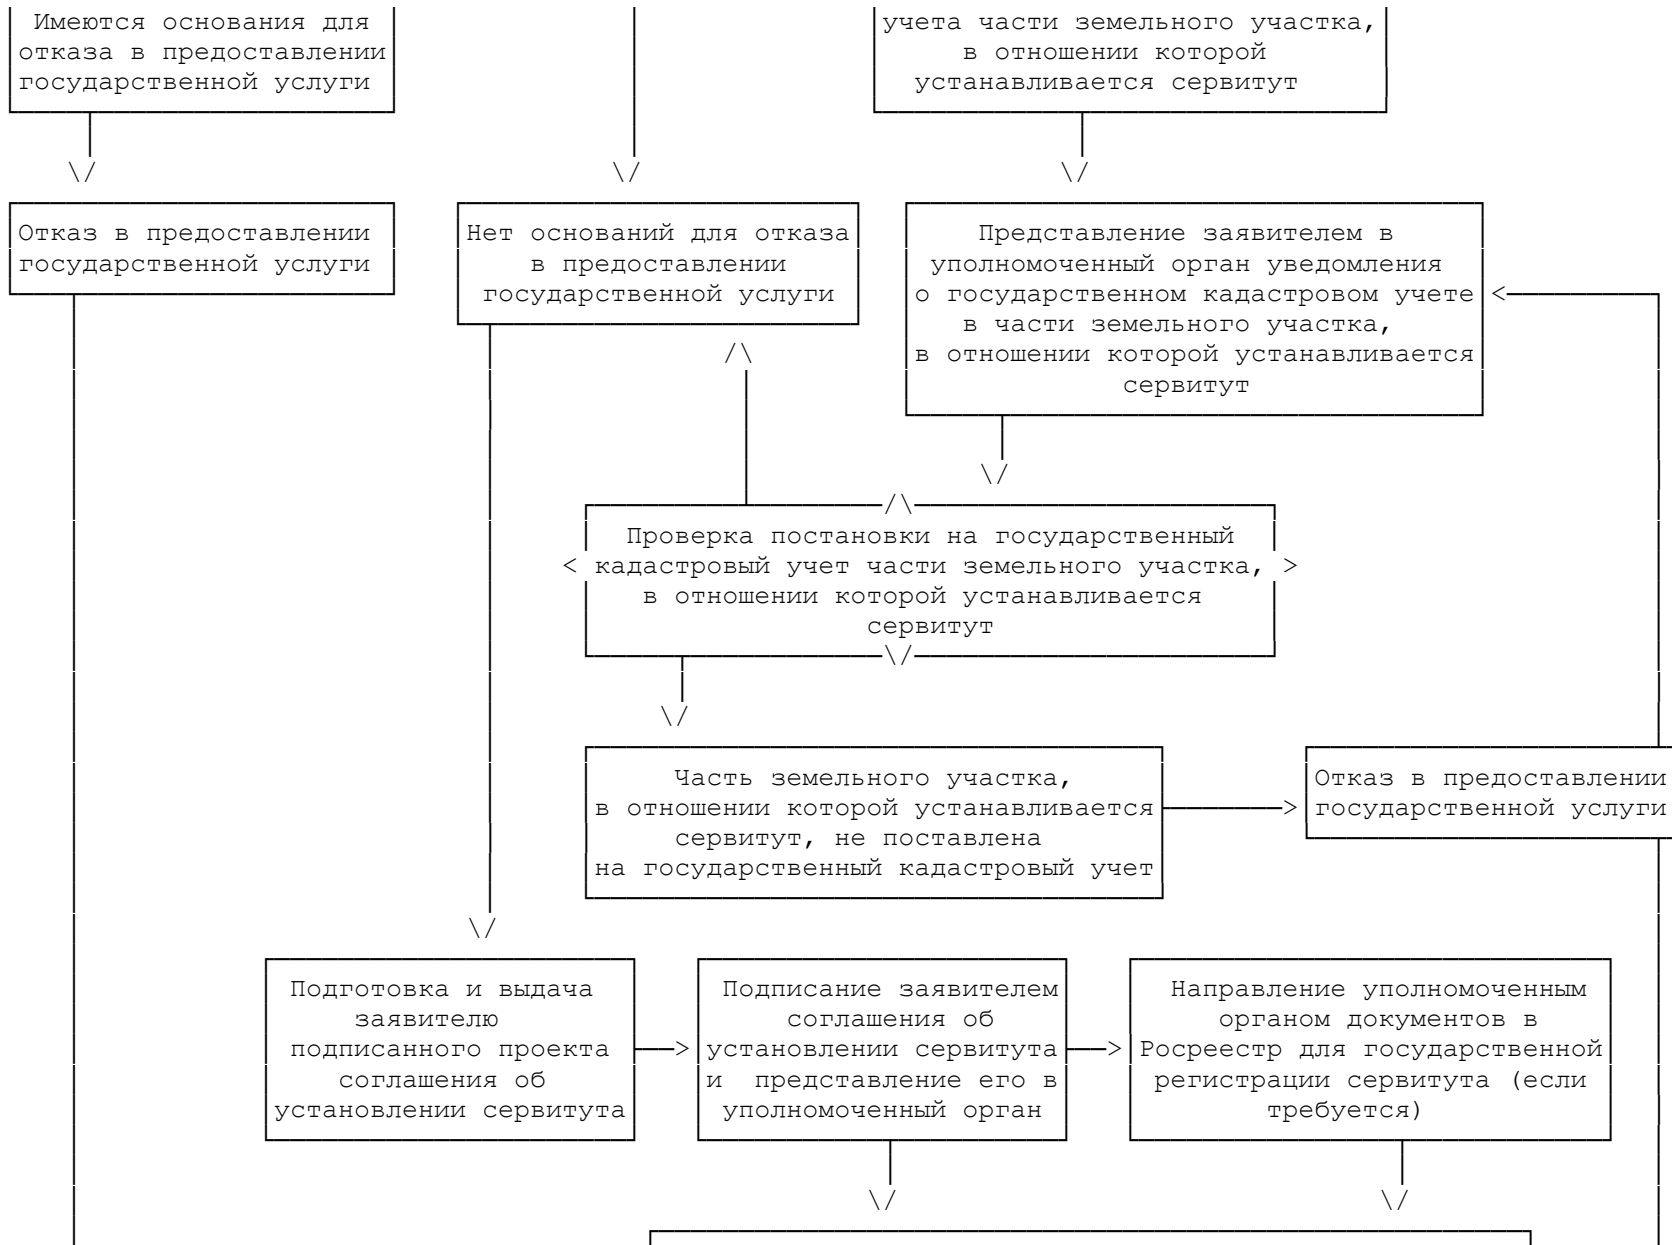 Имеются основания для
отказа в предоставлении
государственной услуги
учета части земельного участка,
в отношении которой
устанавливается сервитут
Отказ в предоставлении
государственной услуги
Нет оснований для отказа
в предоставлении
государственной услуги
Представление заявителем в
уполномоченный орган уведомления
о государственном кадастровом учете
в части земельного участка,
в отношении которой устанавливается
сервитут
Проверка постановки на государственный
кадастровый учет части земельного участка,
в отношении которой устанавливается
сервитут
Часть земельного участка,
в отношении которой устанавливается
сервитут, не поставлена
на государственный кадастровый учет
Отказ в предоставлении
государственной услуги
Подготовка и выдача
заявителю
подписанного проекта
соглашения об
установлении сервитута
Подписание заявителем
соглашения об
установлении сервитута
и представление его в
уполномоченный орган
Направление уполномоченным
органом документов в
Росреестр для государственной
регистрации сервитута (если
требуется)